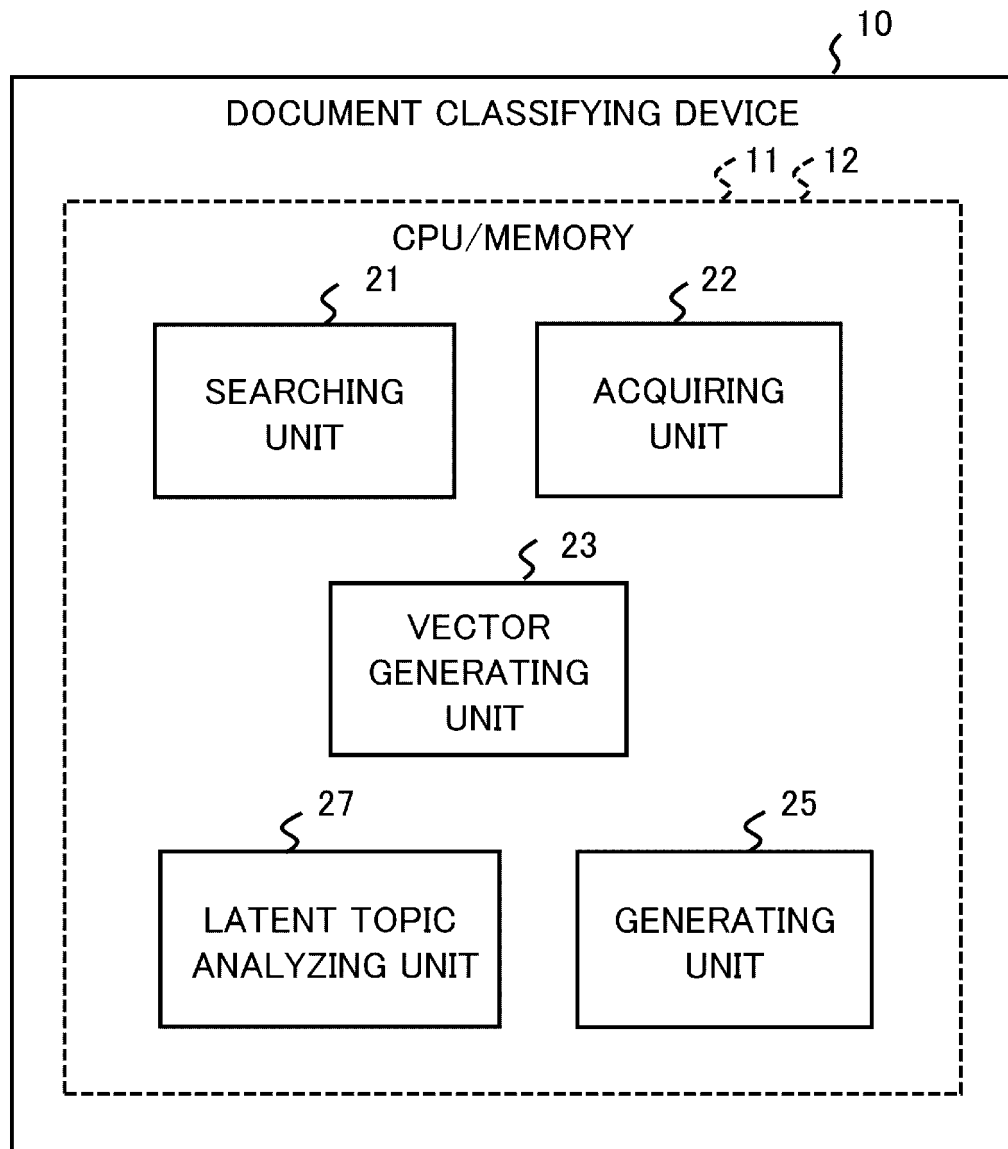 10
DOCUMENT CLASSIFYING DEVICE
11 12
CPU/MEMORY
21
SEARCHING
UNIT
22
ACQUIRING
UNIT
23
VECTOR
GENERATING
UNIT
27
LATENT TOPIC
ANALYZING UNIT
25
GENERATING
UNIT